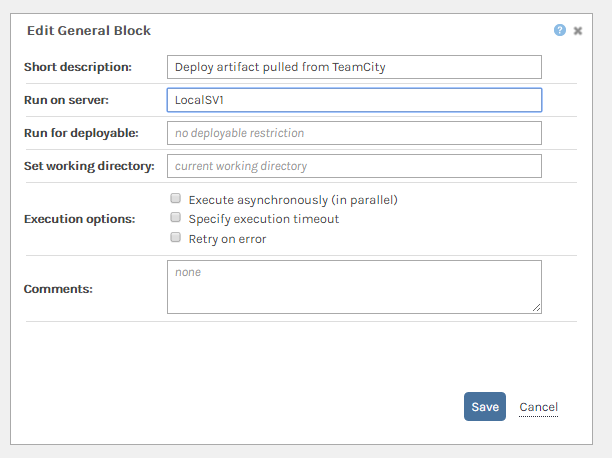 Edit General Block ? ×
Short description: Deploy artifact pulled from TeamCity
Run on server: LocalSV1
Run for deployable: no deployable restriction
Set working directory: current working directory
Execution options:
Execute asynchronously (in parallel)
Specify execution timeout
Retry on error
Comments: none
Save Cancel